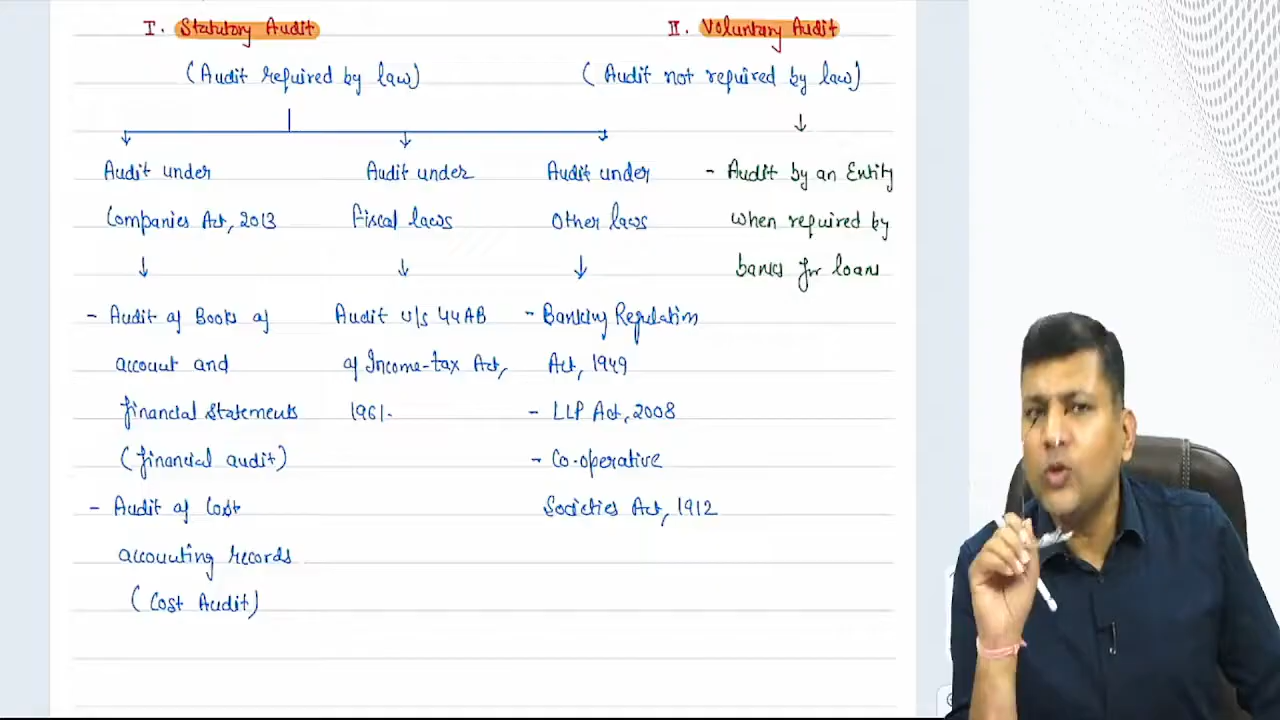 I. Statutory Audit
(Audit required by law)
Audit under
Companies Act, 2013
- Audit of Books of
account and
financial statements
(financial audit)
- Audit of Cost
accounting records
(Cost Audit)
Audit under
fiscal laws
Audit u/s 44AB
of Income-tax Act,
1961.
Audit under
Other laws
- Banking Regulation
Act, 1949
- LLP Act, 2008
- Co-operative
Societies Act, 1912
II. Voluntary Audit
(Audit not required by law)
- Audit by an Entity
when required by
banks for loans